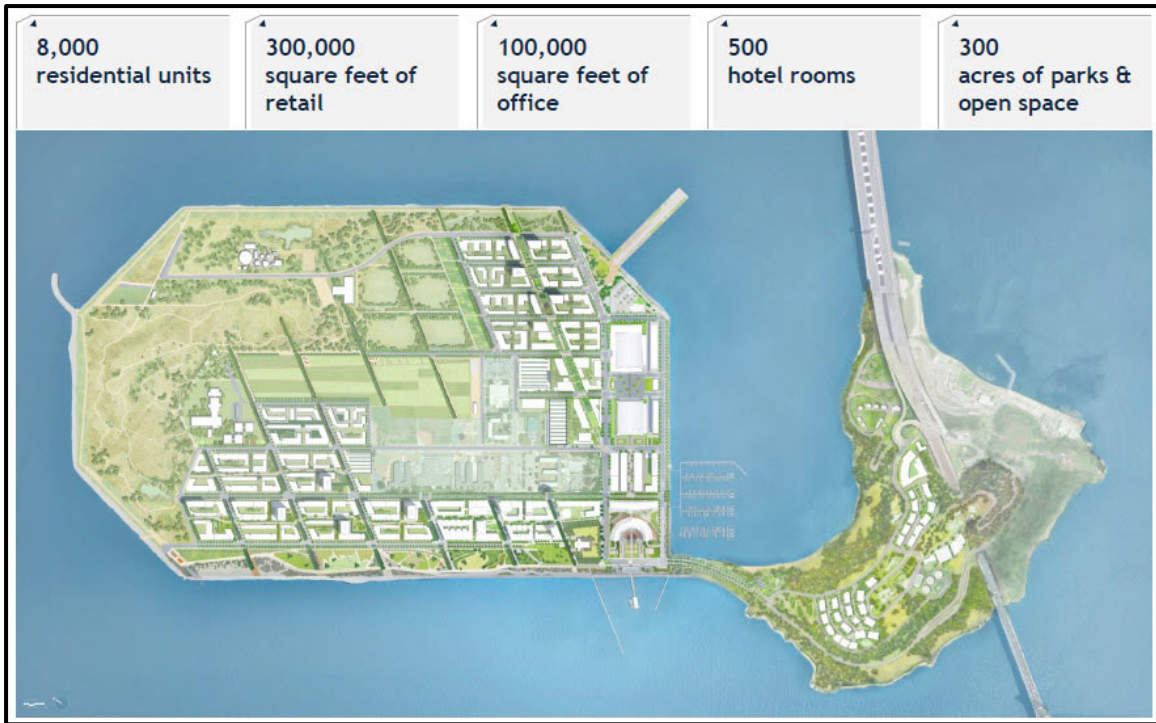 8,000
residential units
300,000
square feet of
retail
100,000
square feet of
office
500
hotel rooms
300
acres of parks &
open space